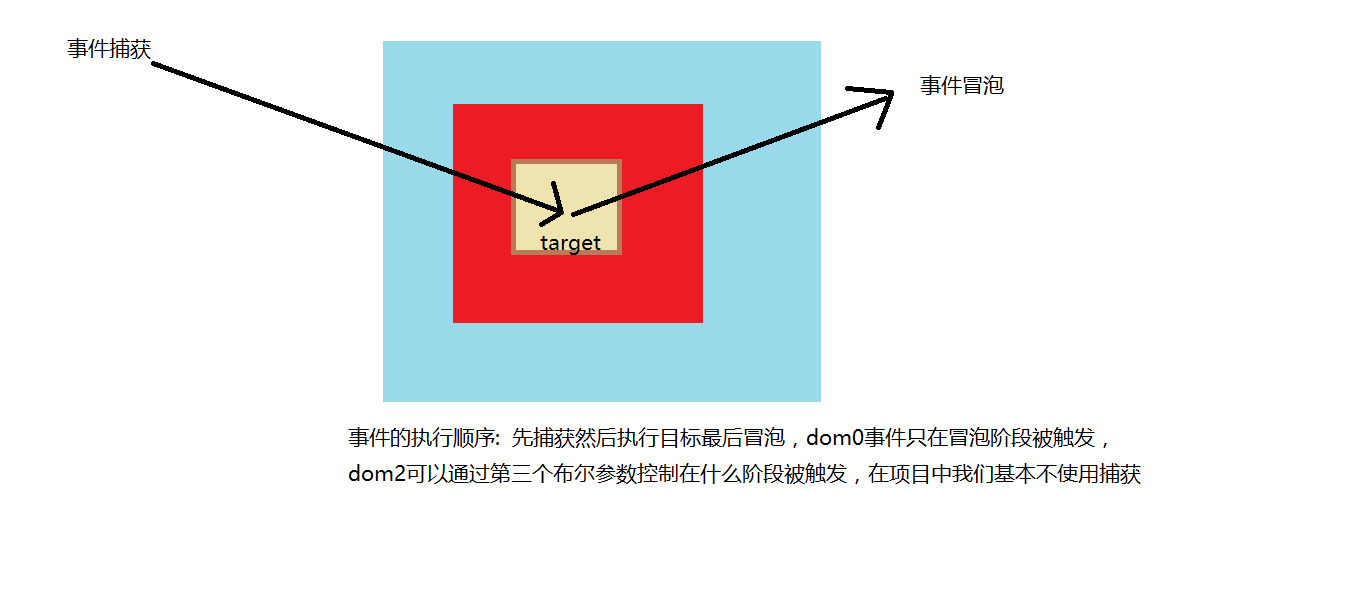 事件捕获
事件冒泡
target
事件的执行顺序: 先捕获然后执行目标最后冒泡，dom0事件只在冒泡阶段被触发，
dom2可以通过第三个布尔参数控制在什么阶段被触发，在项目中我们基本不使用捕获